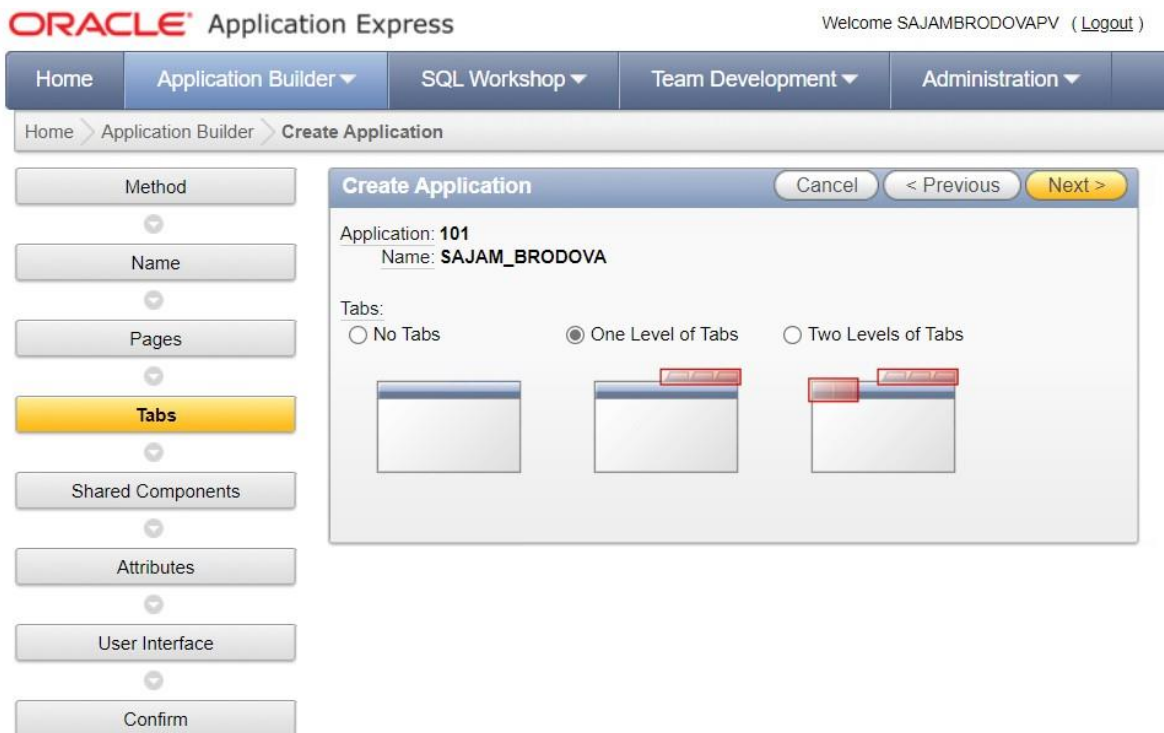 ORACLE Application Express
Welcome SAJAMBRODOVAPV ( Logout )
Home Application Builder SQL Workshop Team Development Administration
Home Application Builder Create Application
Method
Name
Pages
Tabs
Shared Components
Attributes
User Interface
Confirm
Create Application
Cancel < Previous Next >
Application: 101
Name: SAJAM_BRODOVA
Tabs:
No Tabs One Level of Tabs Two Levels of Tabs